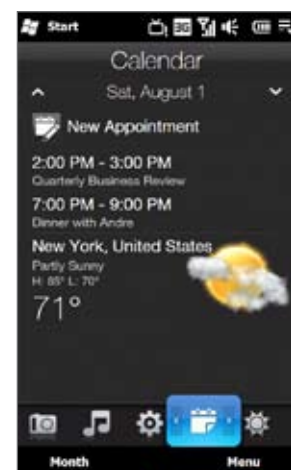 Start 3G
Calendar
Sat, August 1
New Appointment
2:00 PM - 3:00 PM
Quarterly Business Review
7:00 PM - 9:00 PM
Dinner with Andre
New York, United States
Partly Sunny
H: 85° L: 70°
71°
Month Menu